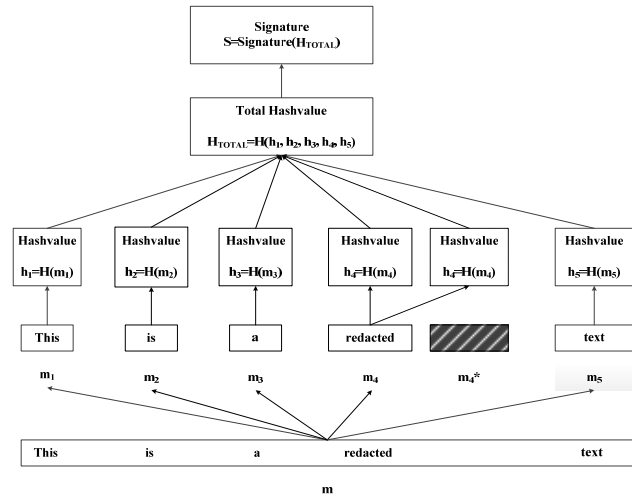 Signature
S=Signature(H_TOTAL)
Total Hashvalue
H_TOTAL=H(h₁, h₂, h₃, h₄, h₅)
Hashvalue Hashvalue Hashvalue Hashvalue Hashvalue Hashvalue
h₁=H(m₁) h₂=H(m₂) h₃=H(m₃) h₄=H(m₄) h₄=H(m₄) h₅=H(m₅)
This is a redacted text
m₁ m₂ m₃ m₄ m₄* m₅
This is a redacted text
m